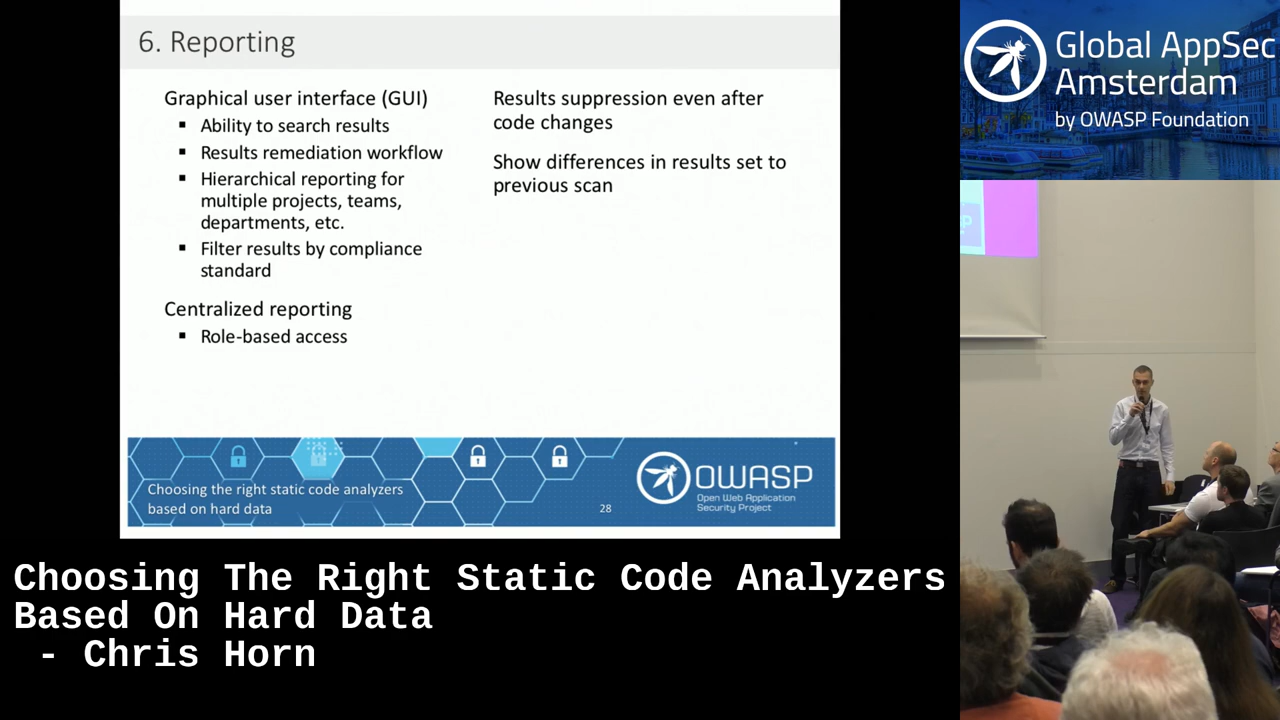 6. Reporting
Graphical user interface (GUI)
▪ Ability to search results
▪ Results remediation workflow
▪ Hierarchical reporting for
multiple projects, teams,
departments, etc.
▪ Filter results by compliance
standard
Centralized reporting
▪ Role-based access
Results suppression even after
code changes
Show differences in results set to
previous scan
Choosing the right static code analyzers
based on hard data
28
OWASP
Open Web Application
Security Project
Global AppSec
Amsterdam
by OWASP Foundation
Choosing The Right Static Code Analyzers
Based On Hard Data
- Chris Horn